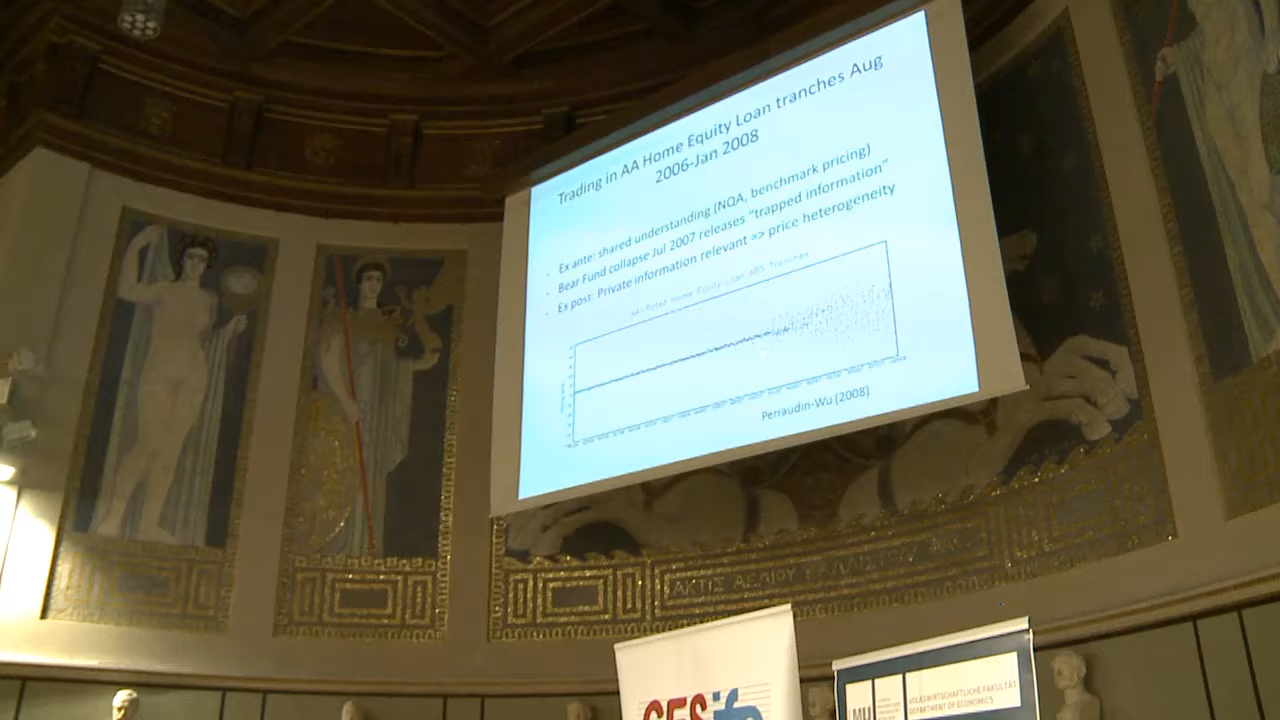 Trading in AA Home Equity Loan tranches Aug
2006-Jan 2008
Ex ante: shared understanding (NQA, benchmark pricing)
Bear Fund collapse Jul 2007 releases "trapped information"
Ex post: Private information relevant => price heterogeneity
AA-Rated Home Equity Loan ABS Tranches
Perraudin-Wu (2008)
ΑΚΤΙΣ ΑΕΛΙΟΥ
CESifo
LMU
VOLKSWIRTSCHAFTLICHE FAKULTÄT
DEPARTMENT OF ECONOMICS